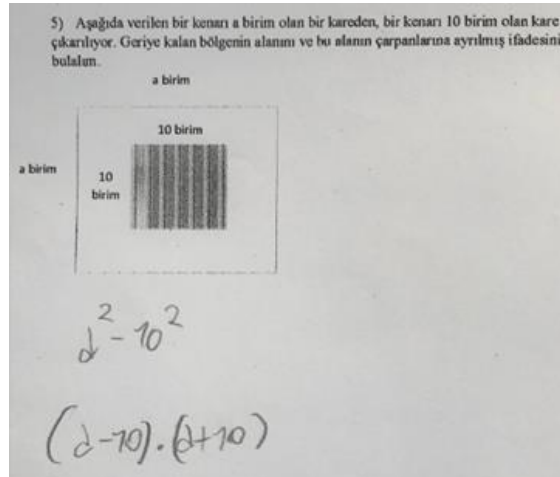 5) Aşağıda verilen bir kenarı a birim olan bir kareden, bir kenarı 10 birim olan kare
çıkarılıyor. Geriye kalan bölgenin alanını ve bu alanın çarpanlarına ayrılmış ifadesini
bulalım.
a birim
10 birim
a birim
10
birim
a² - 10²
(a-10).(a+10)